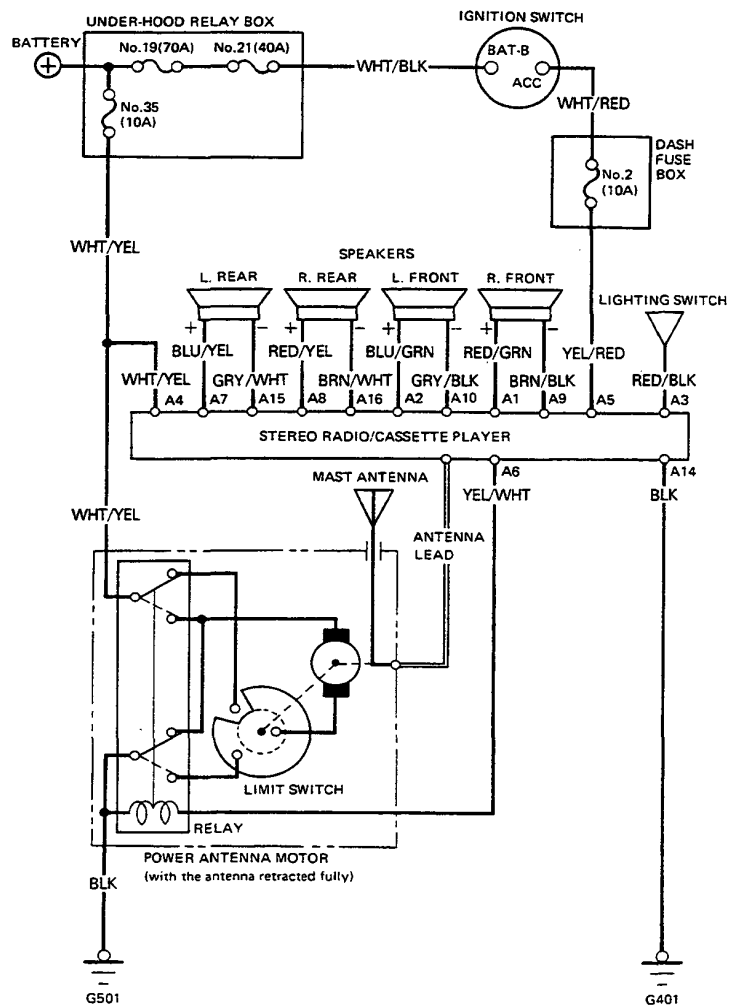 UNDER-HOOD RELAY BOX
IGNITION SWITCH
BATTERY
No.19(70A)
No.21(40A)
BAT-B
WHT/BLK
ACC
No.35
(10A)
WHT/RED
DASH
FUSE
BOX
No.2
(10A)
WHT/YEL
SPEAKERS
L. REAR
R. REAR
L. FRONT
R. FRONT
LIGHTING SWITCH
+ −
+ −
+ −
+ −
BLU/YEL
RED/YEL
BLU/GRN
RED/GRN
YEL/RED
WHT/YEL
GRY/WHT
BRN/WHT
GRY/BLK
BRN/BLK
RED/BLK
A4
A7
A15
A8
A16
A2
A10
A1
A9
A5
A3
STEREO RADIO/CASSETTE PLAYER
A6
A14
MAST ANTENNA
YEL/WHT
BLK
WHT/YEL
ANTENNA
LEAD
LIMIT SWITCH
RELAY
POWER ANTENNA MOTOR
(with the antenna retracted fully)
BLK
G501
G401